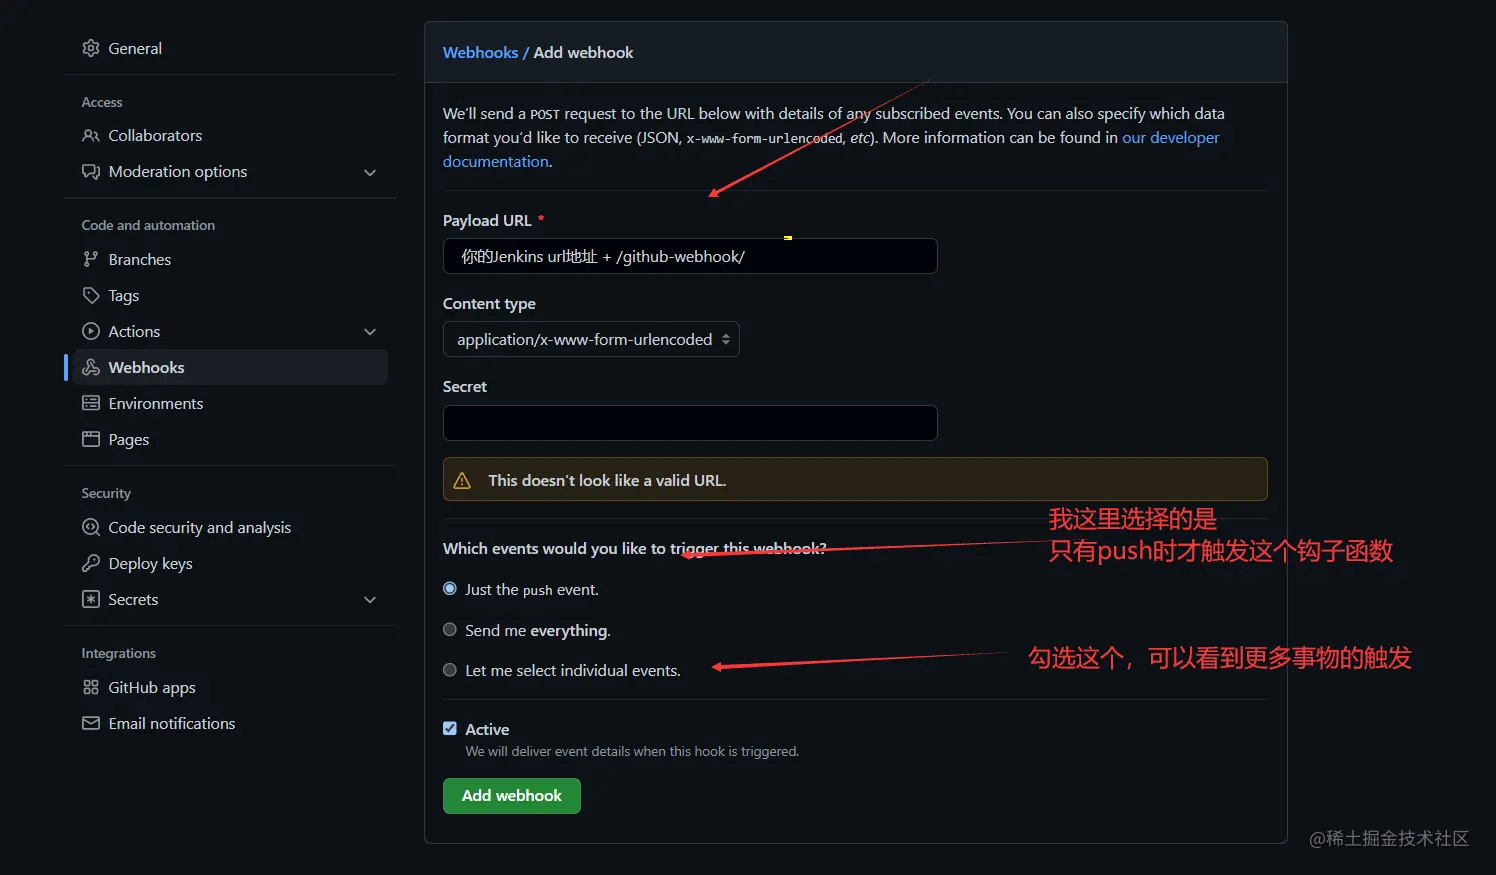 General
Access
Collaborators
Moderation options
Code and automation
Branches
Tags
Actions
Webhooks
Environments
Pages
Security
Code security and analysis
Deploy keys
Secrets
Integrations
GitHub apps
Email notifications
Webhooks / Add webhook
We'll send a POST request to the URL below with details of any subscribed events. You can also specify which data
format you'd like to receive (JSON, x-www-form-urlencoded, etc). More information can be found in our developer
documentation.
Payload URL *
你的Jenkins url地址 + /github-webhook/
Content type
application/x-www-form-urlencoded
Secret
This doesn't look like a valid URL.
我这里选择的是
只有push时才触发这个钩子函数
Which events would you like to trigger this webhook?
Just the push event.
Send me everything.
Let me select individual events.
勾选这个，可以看到更多事物的触发
Active
We will deliver event details when this hook is triggered.
Add webhook
@稀土掘金技术社区